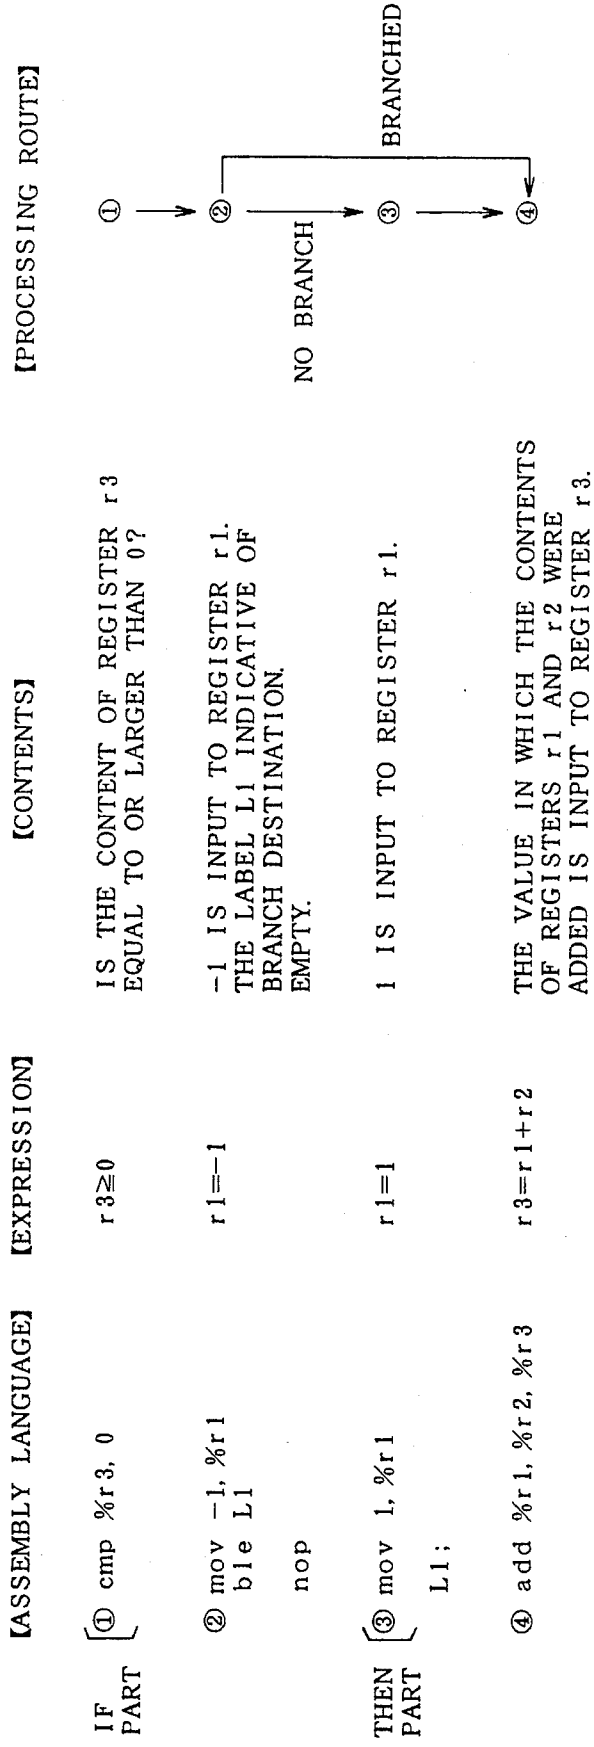 [ASSEMBLY LANGUAGE] [EXPRESSION] [CONTENTS] [PROCESSING ROUTE]
IF
PART
① cmp %r3, 0
r3≧0
IS THE CONTENT OF REGISTER r3
EQUAL TO OR LARGER THAN 0?
①
② mov −1, %r1
ble L1
nop
r1=−1
−1 IS INPUT TO REGISTER r1.
THE LABEL L1 INDICATIVE OF
BRANCH DESTINATION.
EMPTY.
②
NO BRANCH
BRANCHED
THEN
PART
③ mov 1, %r1
L1;
r1=1
1 IS INPUT TO REGISTER r1.
③
④ add %r1, %r2, %r3
r3=r1+r2
THE VALUE IN WHICH THE CONTENTS
OF REGISTERS r1 AND r2 WERE
ADDED IS INPUT TO REGISTER r3.
④